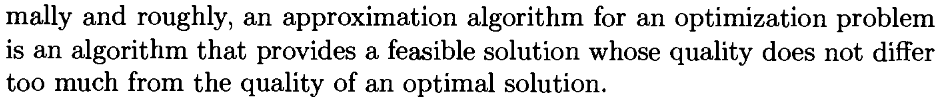 mally and roughly, an approximation algorithm for an optimization problem
is an algorithm that provides a feasible solution whose quality does not differ
too much from the quality of an optimal solution.